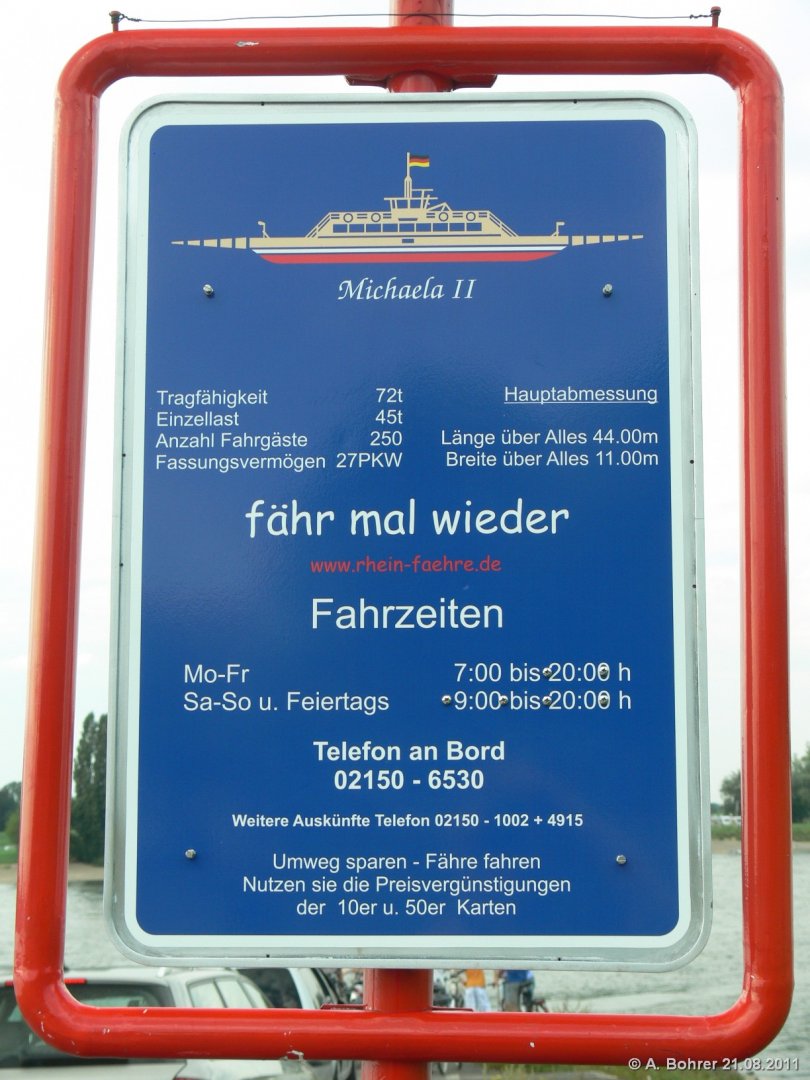 Michaela II
Tragfähigkeit 72t
Einzellast 45t
Anzahl Fahrgäste 250
Fassungsvermögen 27PKW
Hauptabmessung
Länge über Alles 44.00m
Breite über Alles 11.00m
fähr mal wieder
www.rhein-faehre.de
Fahrzeiten
Mo-Fr 7:00 bis 20:00 h
Sa-So u. Feiertags 9:00 bis 20:00 h
Telefon an Bord
02150 - 6530
Weitere Auskünfte Telefon 02150 - 1002 + 4915
Umweg sparen - Fähre fahren
Nutzen sie die Preisvergünstigungen
der 10er u. 50er Karten
© A. Bohrer 21.08.2011